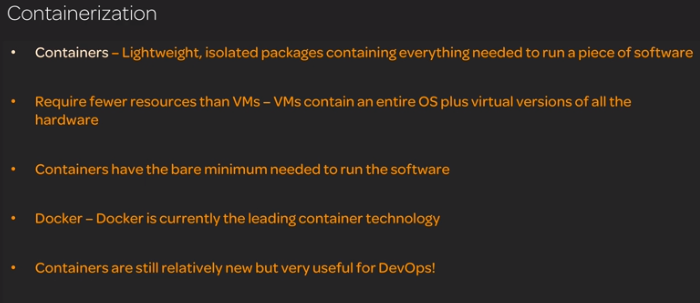 Containerization
• Containers – Lightweight, isolated packages containing everything needed to run a piece of software
• Require fewer resources than VMs – VMs contain an entire OS plus virtual versions of all the
hardware
• Containers have the bare minimum needed to run the software
• Docker – Docker is currently the leading container technology
• Containers are still relatively new but very useful for DevOps!